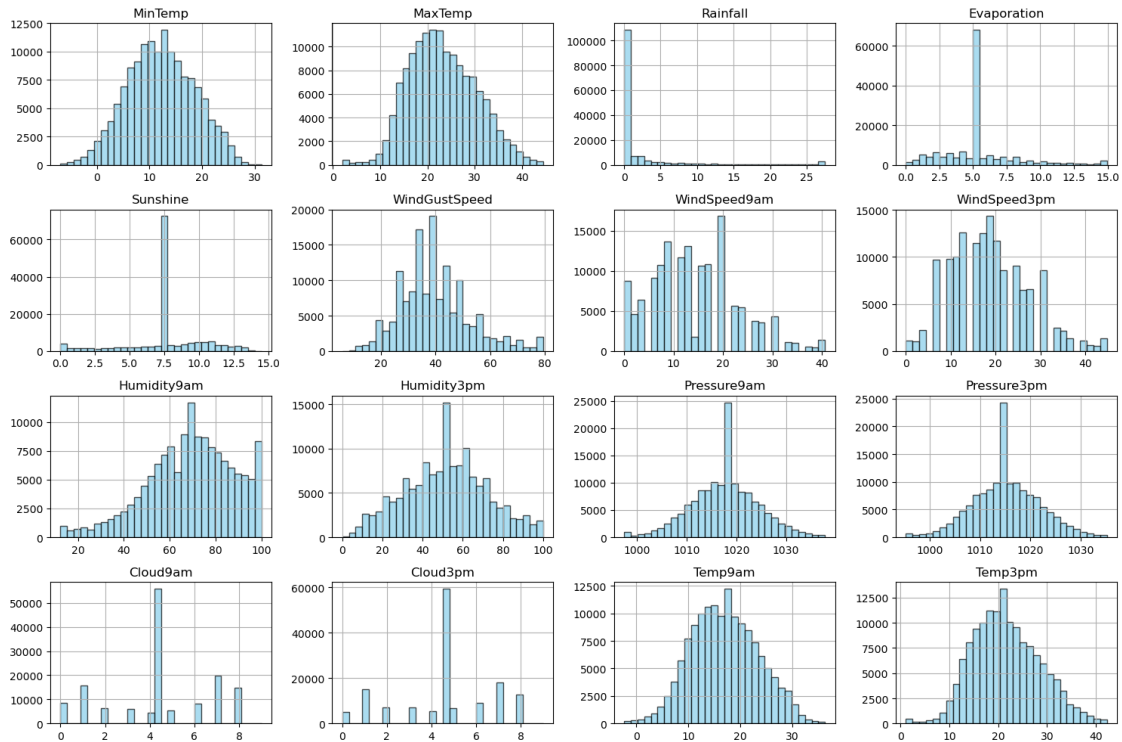 MinTemp
12500
10000
7500
5000
2500
0
0 10 20 30
MaxTemp
10000
8000
6000
4000
2000
0
0 10 20 30 40
Rainfall
100000
80000
60000
40000
20000
0
0 5 10 15 20 25
Evaporation
60000
40000
20000
0
0.0 2.5 5.0 7.5 10.0 12.5 15.0
Sunshine
60000
40000
20000
0
0.0 2.5 5.0 7.5 10.0 12.5 15.0
WindGustSpeed
20000
15000
10000
5000
0
20 40 60 80
WindSpeed9am
15000
10000
5000
0
0 10 20 30 40
WindSpeed3pm
15000
10000
5000
0
0 10 20 30 40
Humidity9am
10000
7500
5000
2500
0
20 40 60 80 100
Humidity3pm
15000
10000
5000
0
0 20 40 60 80 100
Pressure9am
25000
20000
15000
10000
5000
0
1000 1010 1020 1030
Pressure3pm
25000
20000
15000
10000
5000
0
1000 1010 1020 1030
Cloud9am
50000
40000
30000
20000
10000
0
0 2 4 6 8
Cloud3pm
60000
50000
40000
30000
20000
10000
0
0 2 4 6 8
Temp9am
12500
10000
7500
5000
2500
0
0 10 20 30
Temp3pm
12500
10000
7500
5000
2500
0
0 10 20 30 40